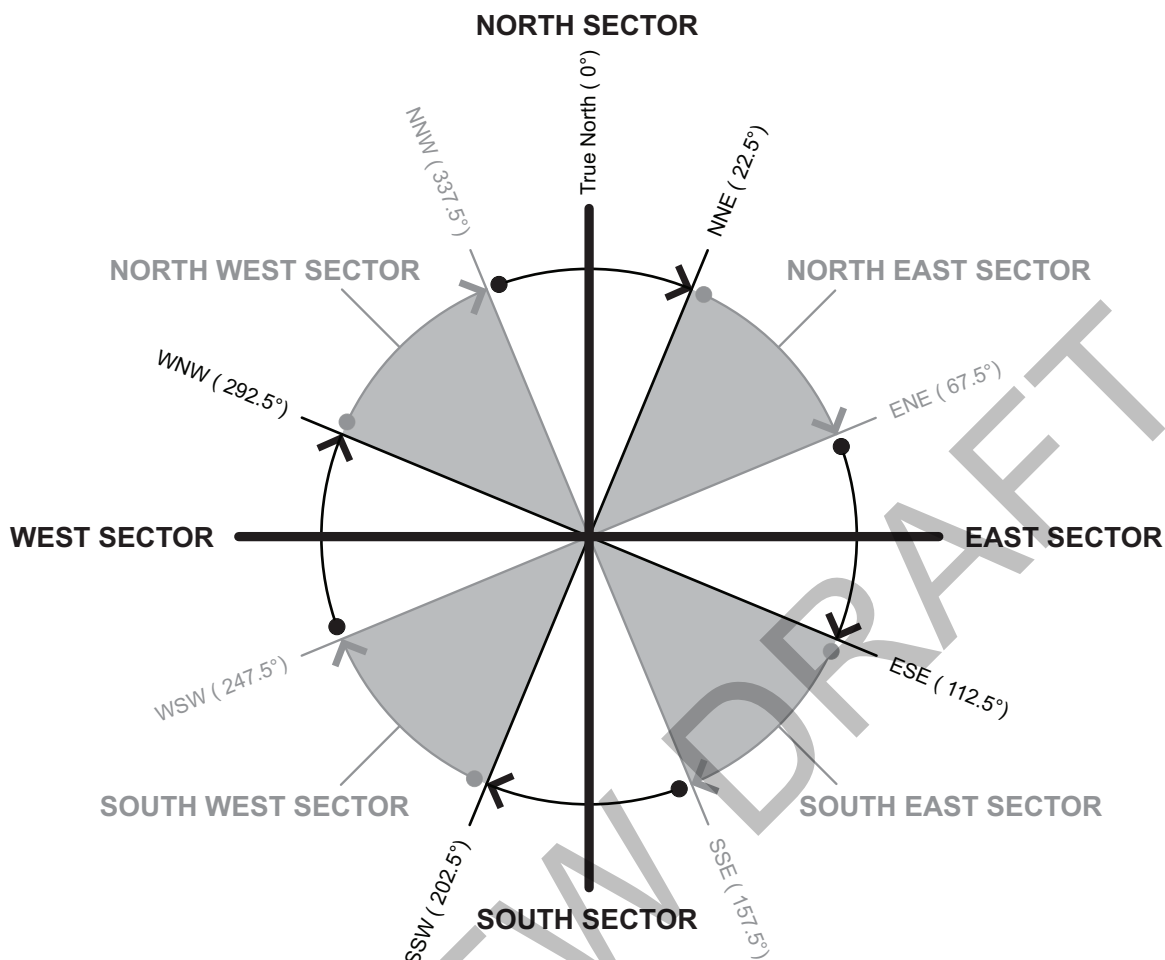 NORTH SECTOR
True North ( 0°)
NNW ( 337.5°)
NNE ( 22.5°)
NORTH WEST SECTOR
NORTH EAST SECTOR
WNW ( 292.5°)
ENE ( 67.5°)
WEST SECTOR
EAST SECTOR
WSW ( 247.5°)
ESE ( 112.5°)
SOUTH WEST SECTOR
SOUTH EAST SECTOR
SSW ( 202.5°)
SSE ( 157.5°)
SOUTH SECTOR
DRAFT